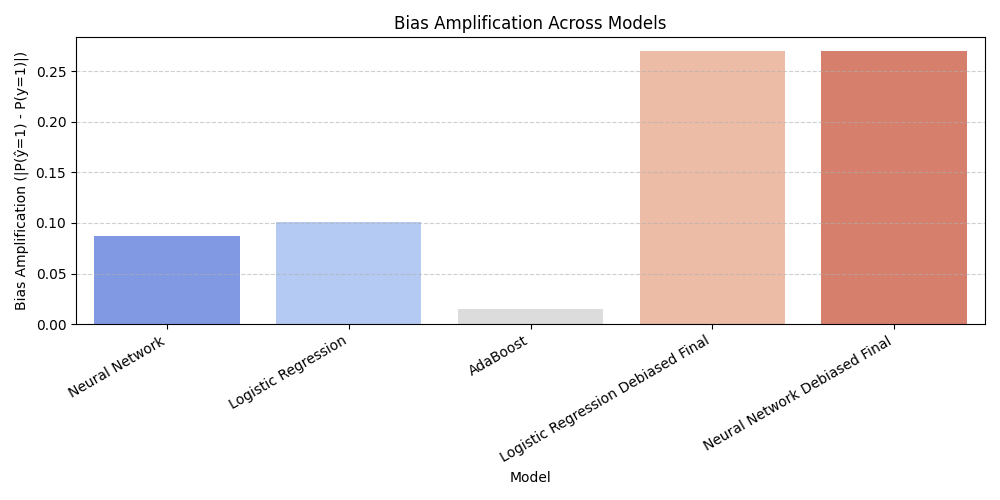 Bias Amplification Across Models
Bias Amplification (|P(ŷ=1) - P(y=1)|)
0.25
0.20
0.15
0.10
0.05
0.00
Neural Network
Logistic Regression
AdaBoost
Logistic Regression Debiased Final
Neural Network Debiased Final
Model